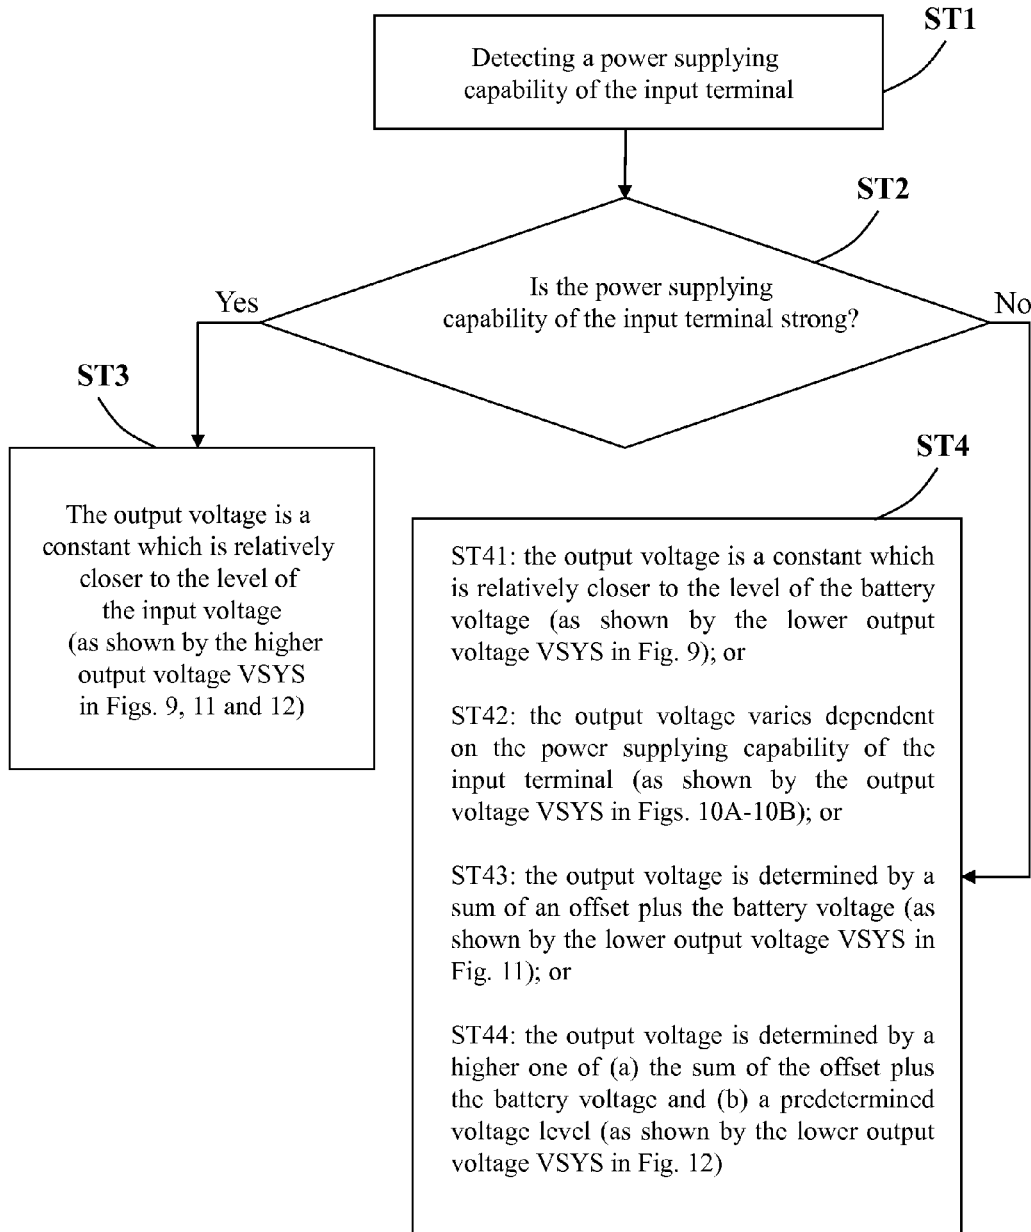 ST1
Detecting a power supplying
capability of the input terminal
ST2
Is the power supplying
capability of the input terminal strong?
Yes
No
ST3
The output voltage is a
constant which is relatively
closer to the level of
the input voltage
(as shown by the higher
output voltage VSYS
in Figs. 9, 11 and 12)
ST4
ST41: the output voltage is a constant which
is relatively closer to the level of the battery
voltage (as shown by the lower output
voltage VSYS in Fig. 9); or
ST42: the output voltage varies dependent
on the power supplying capability of the
input terminal (as shown by the output
voltage VSYS in Figs. 10A-10B); or
ST43: the output voltage is determined by a
sum of an offset plus the battery voltage (as
shown by the lower output voltage VSYS in
Fig. 11); or
ST44: the output voltage is determined by a
higher one of (a) the sum of the offset plus
the battery voltage and (b) a predetermined
voltage level (as shown by the lower output
voltage VSYS in Fig. 12)